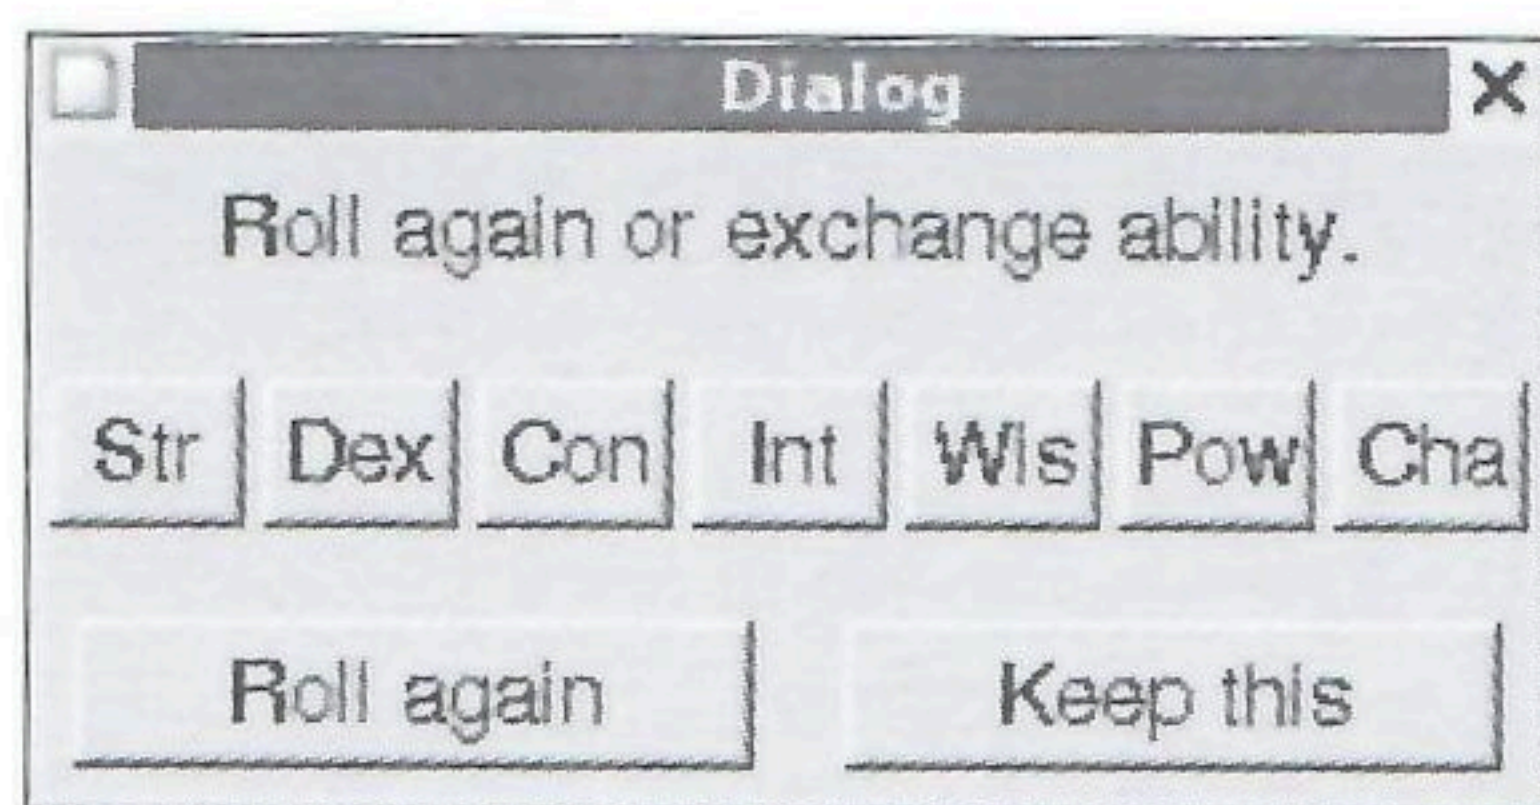 Dialog
Roll again or exchange ability.
Str Dex Con Int Wis Pow Cha
Roll again Keep this